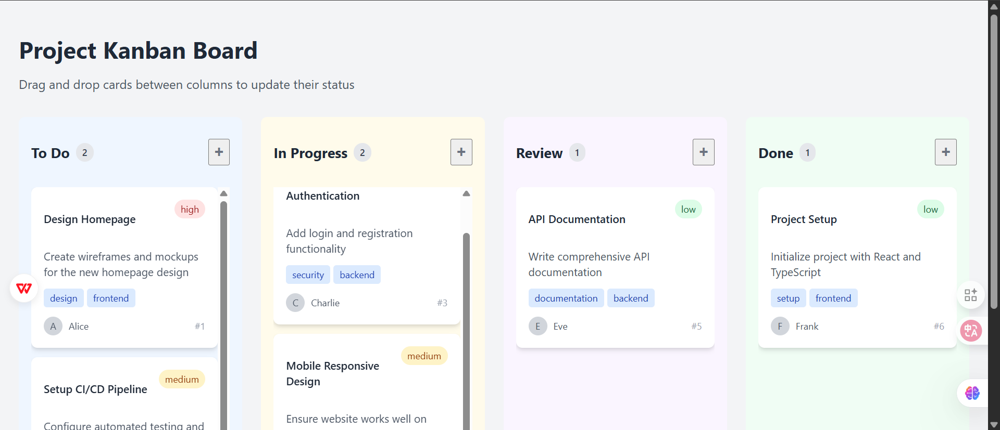 Project Kanban Board
Drag and drop cards between columns to update their status
To Do 2 +
high
Design Homepage
Create wireframes and mockups
for the new homepage design
design frontend
A Alice #1
medium
Setup CI/CD Pipeline
Configure automated testing and
In Progress 2 +
Authentication
Add login and registration
functionality
security backend
C Charlie #3
medium
Mobile Responsive
Design
Ensure website works well on
Review 1 +
low
API Documentation
Write comprehensive API
documentation
documentation backend
E Eve #5
Done 1 +
low
Project Setup
Initialize project with React and
TypeScript
setup frontend
F Frank #6
W
中 A